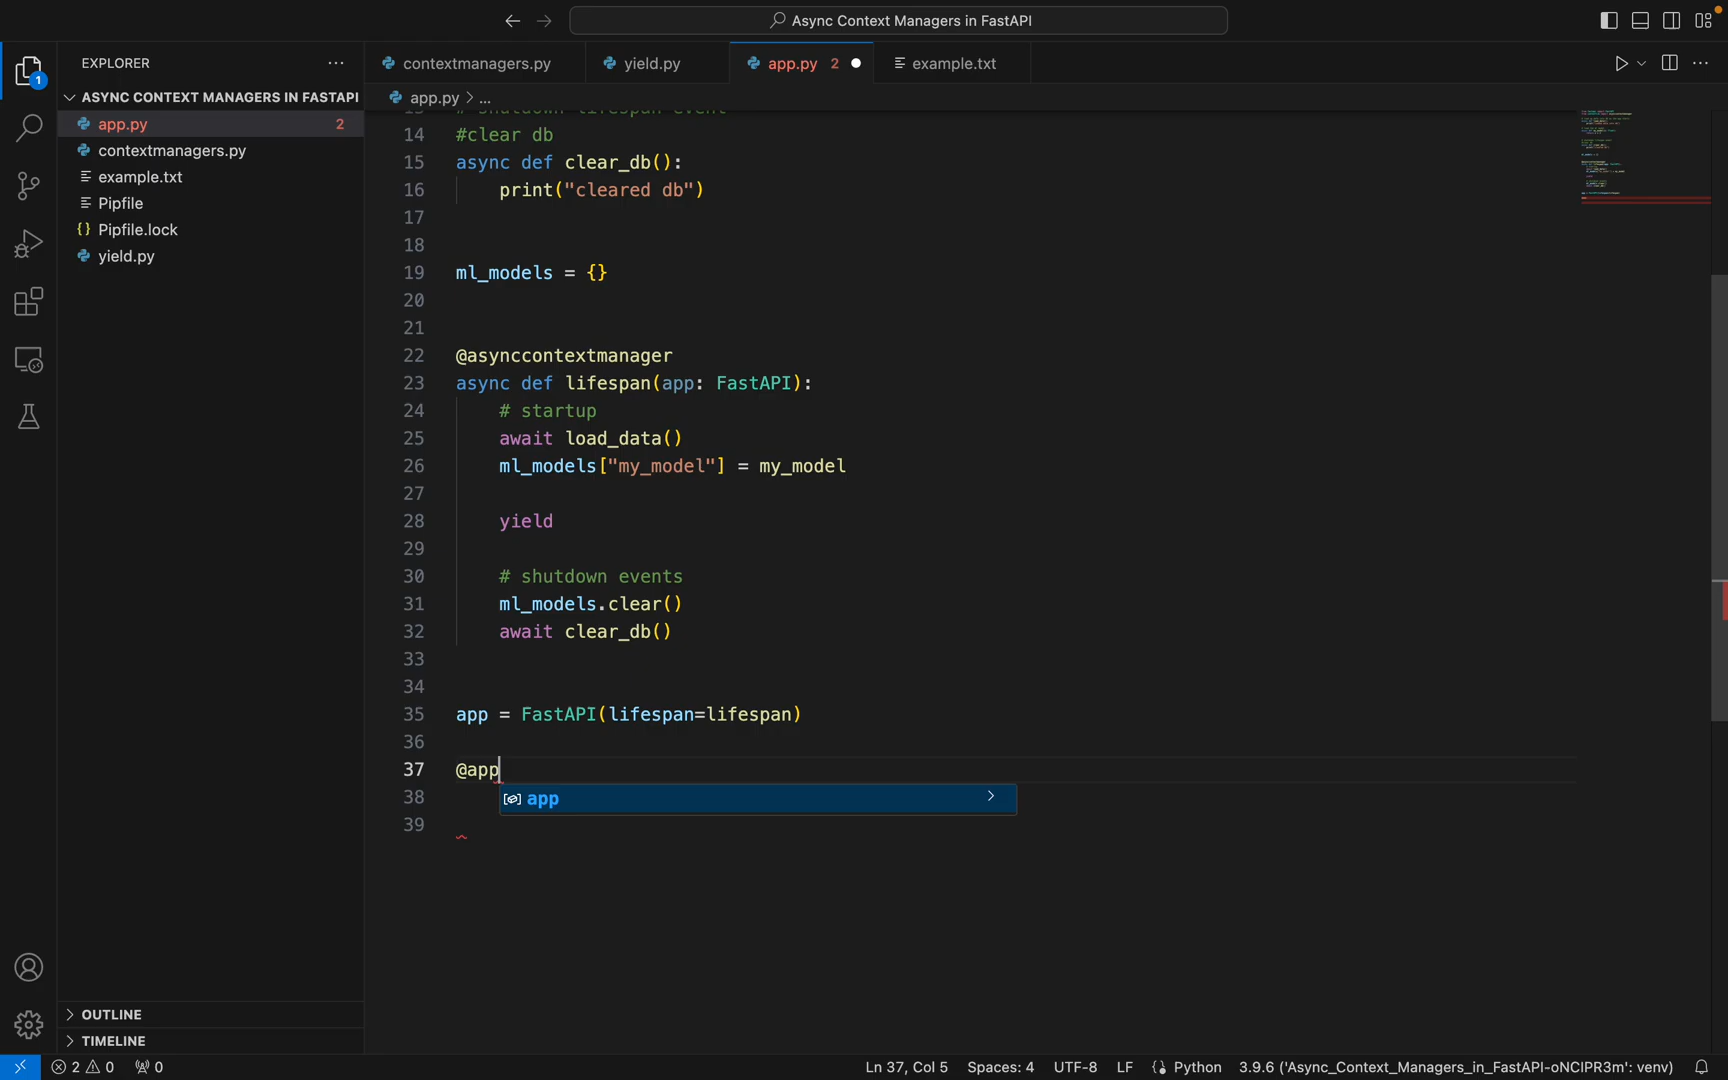 Async Context Managers in FastAPI
EXPLORER
contextmanagers.py
yield.py
app.py 2
example.txt
1
ASYNC CONTEXT MANAGERS IN FASTAPI
app.py > ...
app.py 2
contextmanagers.py
example.txt
Pipfile
Pipfile.lock
yield.py
13 # shutdown lifespan event
14 #clear db
15 async def clear_db():
16 print("cleared db")
17
18
19 ml_models = {}
20
21
22 @asynccontextmanager
23 async def lifespan(app: FastAPI):
24 # startup
25 await load_data()
26 ml_models["my_model"] = my_model
27
28 yield
29
30 # shutdown events
31 ml_models.clear()
32 await clear_db()
33
34
35 app = FastAPI(lifespan=lifespan)
36
37 @app
38 app
39
OUTLINE
TIMELINE
2 0 0 Ln 37, Col 5 Spaces: 4 UTF-8 LF Python 3.9.6 ('Async_Context_Managers_in_FastAPI-oNCIPR3m': venv)